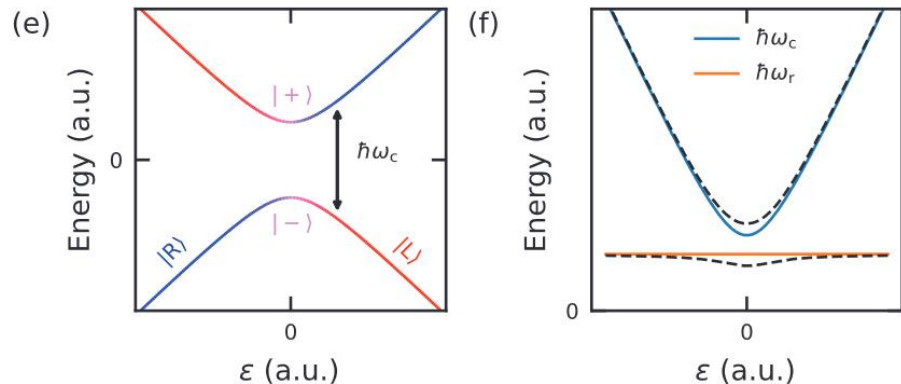 (e)
Energy (a.u.)
0
|+⟩
|−⟩
ħω_c
|R⟩
|L⟩
0
ε (a.u.)
(f)
Energy (a.u.)
ħω_c
ħω_r
0
0
ε (a.u.)